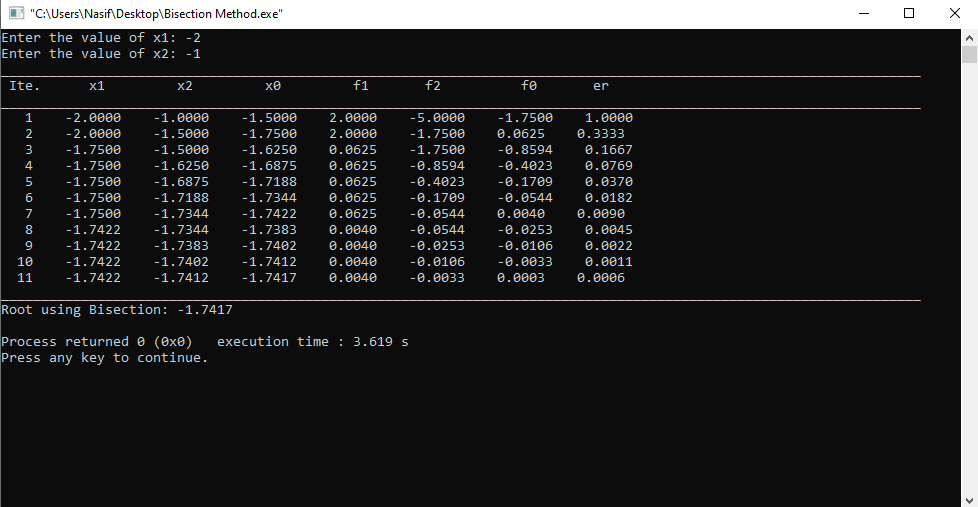 "C:\Users\Nasif\Desktop\Bisection Method.exe"
Enter the value of x1: -2
Enter the value of x2: -1
Ite. x1 x2 x0 f1 f2 f0 er
1 -2.0000 -1.0000 -1.5000 2.0000 -5.0000 -1.7500 1.0000
2 -2.0000 -1.5000 -1.7500 2.0000 -1.7500 0.0625 0.3333
3 -1.7500 -1.5000 -1.6250 0.0625 -1.7500 -0.8594 0.1667
4 -1.7500 -1.6250 -1.6875 0.0625 -0.8594 -0.4023 0.0769
5 -1.7500 -1.6875 -1.7188 0.0625 -0.4023 -0.1709 0.0370
6 -1.7500 -1.7188 -1.7344 0.0625 -0.1709 -0.0544 0.0182
7 -1.7500 -1.7344 -1.7422 0.0625 -0.0544 0.0040 0.0090
8 -1.7422 -1.7344 -1.7383 0.0040 -0.0544 -0.0253 0.0045
9 -1.7422 -1.7383 -1.7402 0.0040 -0.0253 -0.0106 0.0022
10 -1.7422 -1.7402 -1.7412 0.0040 -0.0106 -0.0033 0.0011
11 -1.7422 -1.7412 -1.7417 0.0040 -0.0033 0.0003 0.0006
Root using Bisection: -1.7417
Process returned 0 (0x0) execution time : 3.619 s
Press any key to continue.